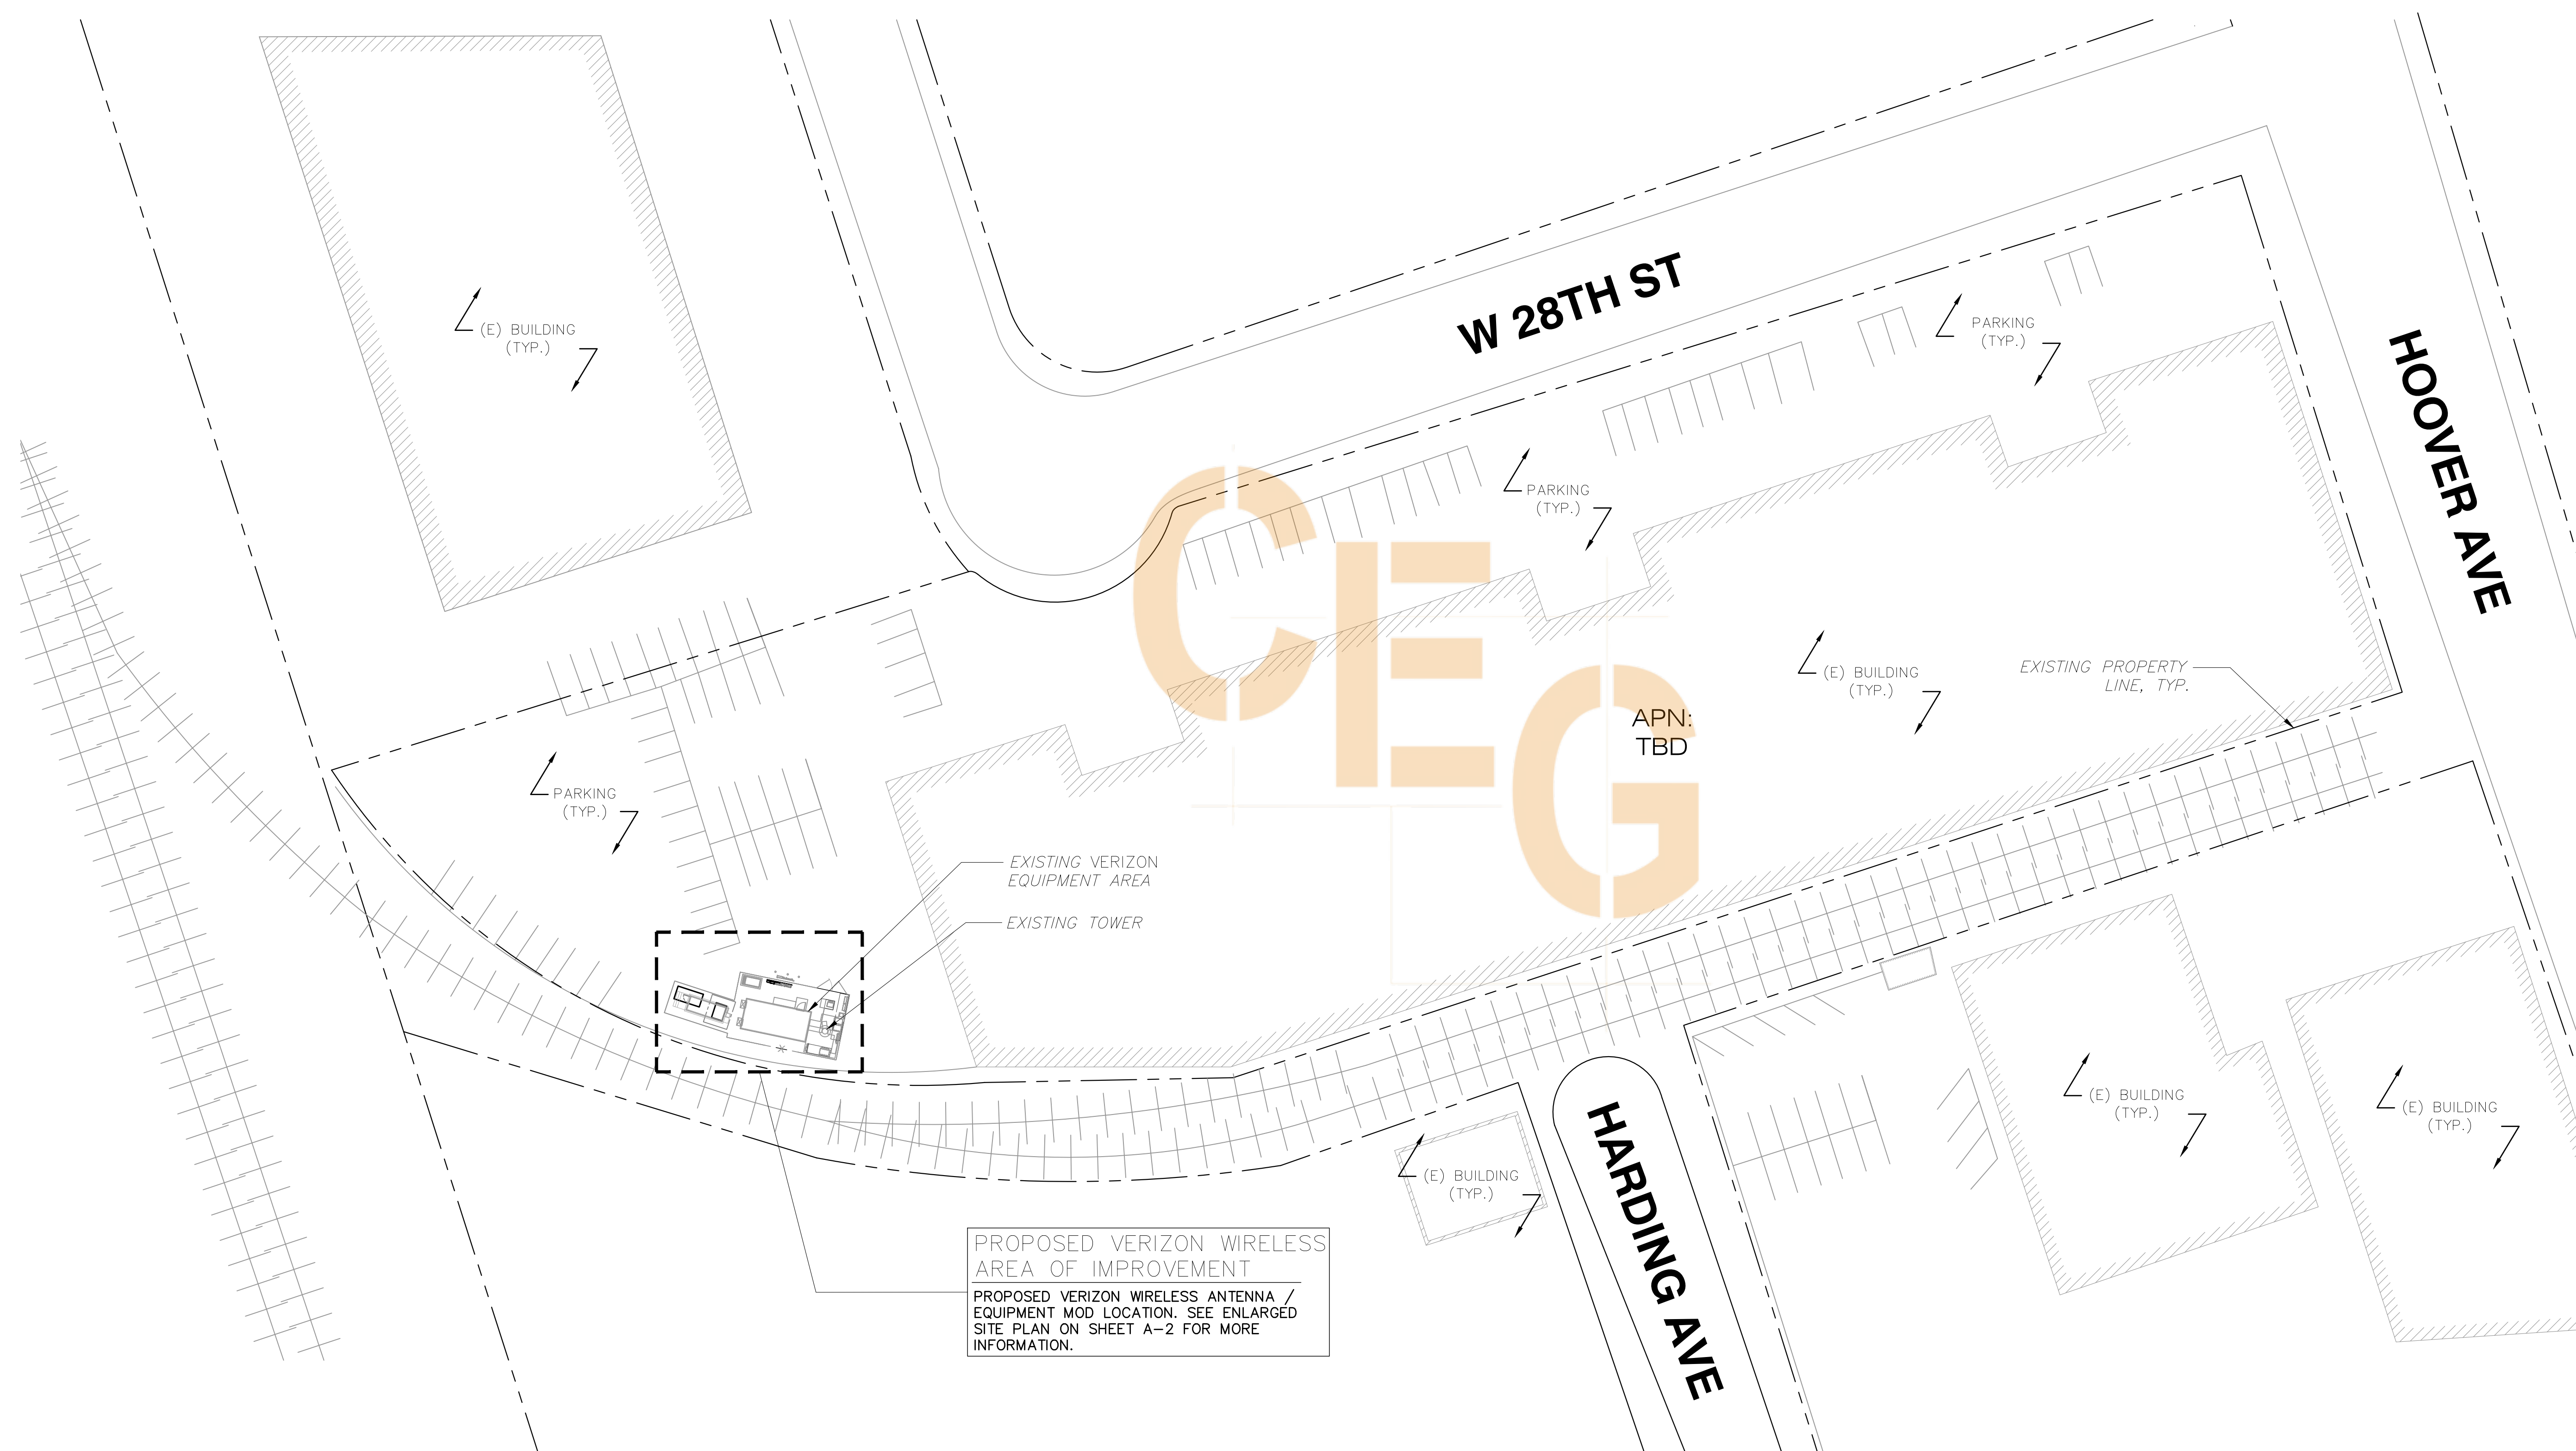 W 28TH ST
HOOVER AVE
(E) BUILDING
(TYP.)
PARKING
(TYP.)
PARKING
(TYP.)
CEG
(E) BUILDING
(TYP.)
EXISTING PROPERTY
LINE, TYP.
APN:
TBD
PARKING
(TYP.)
EXISTING VERIZON
EQUIPMENT AREA
EXISTING TOWER
(E) BUILDING
(TYP.)
(E) BUILDING
(TYP.)
(E) BUILDING
(TYP.)
HARDING AVE
PROPOSED VERIZON WIRELESS
AREA OF IMPROVEMENT
PROPOSED VERIZON WIRELESS ANTENNA /
EQUIPMENT MOD LOCATION. SEE ENLARGED
SITE PLAN ON SHEET A-2 FOR MORE
INFORMATION.